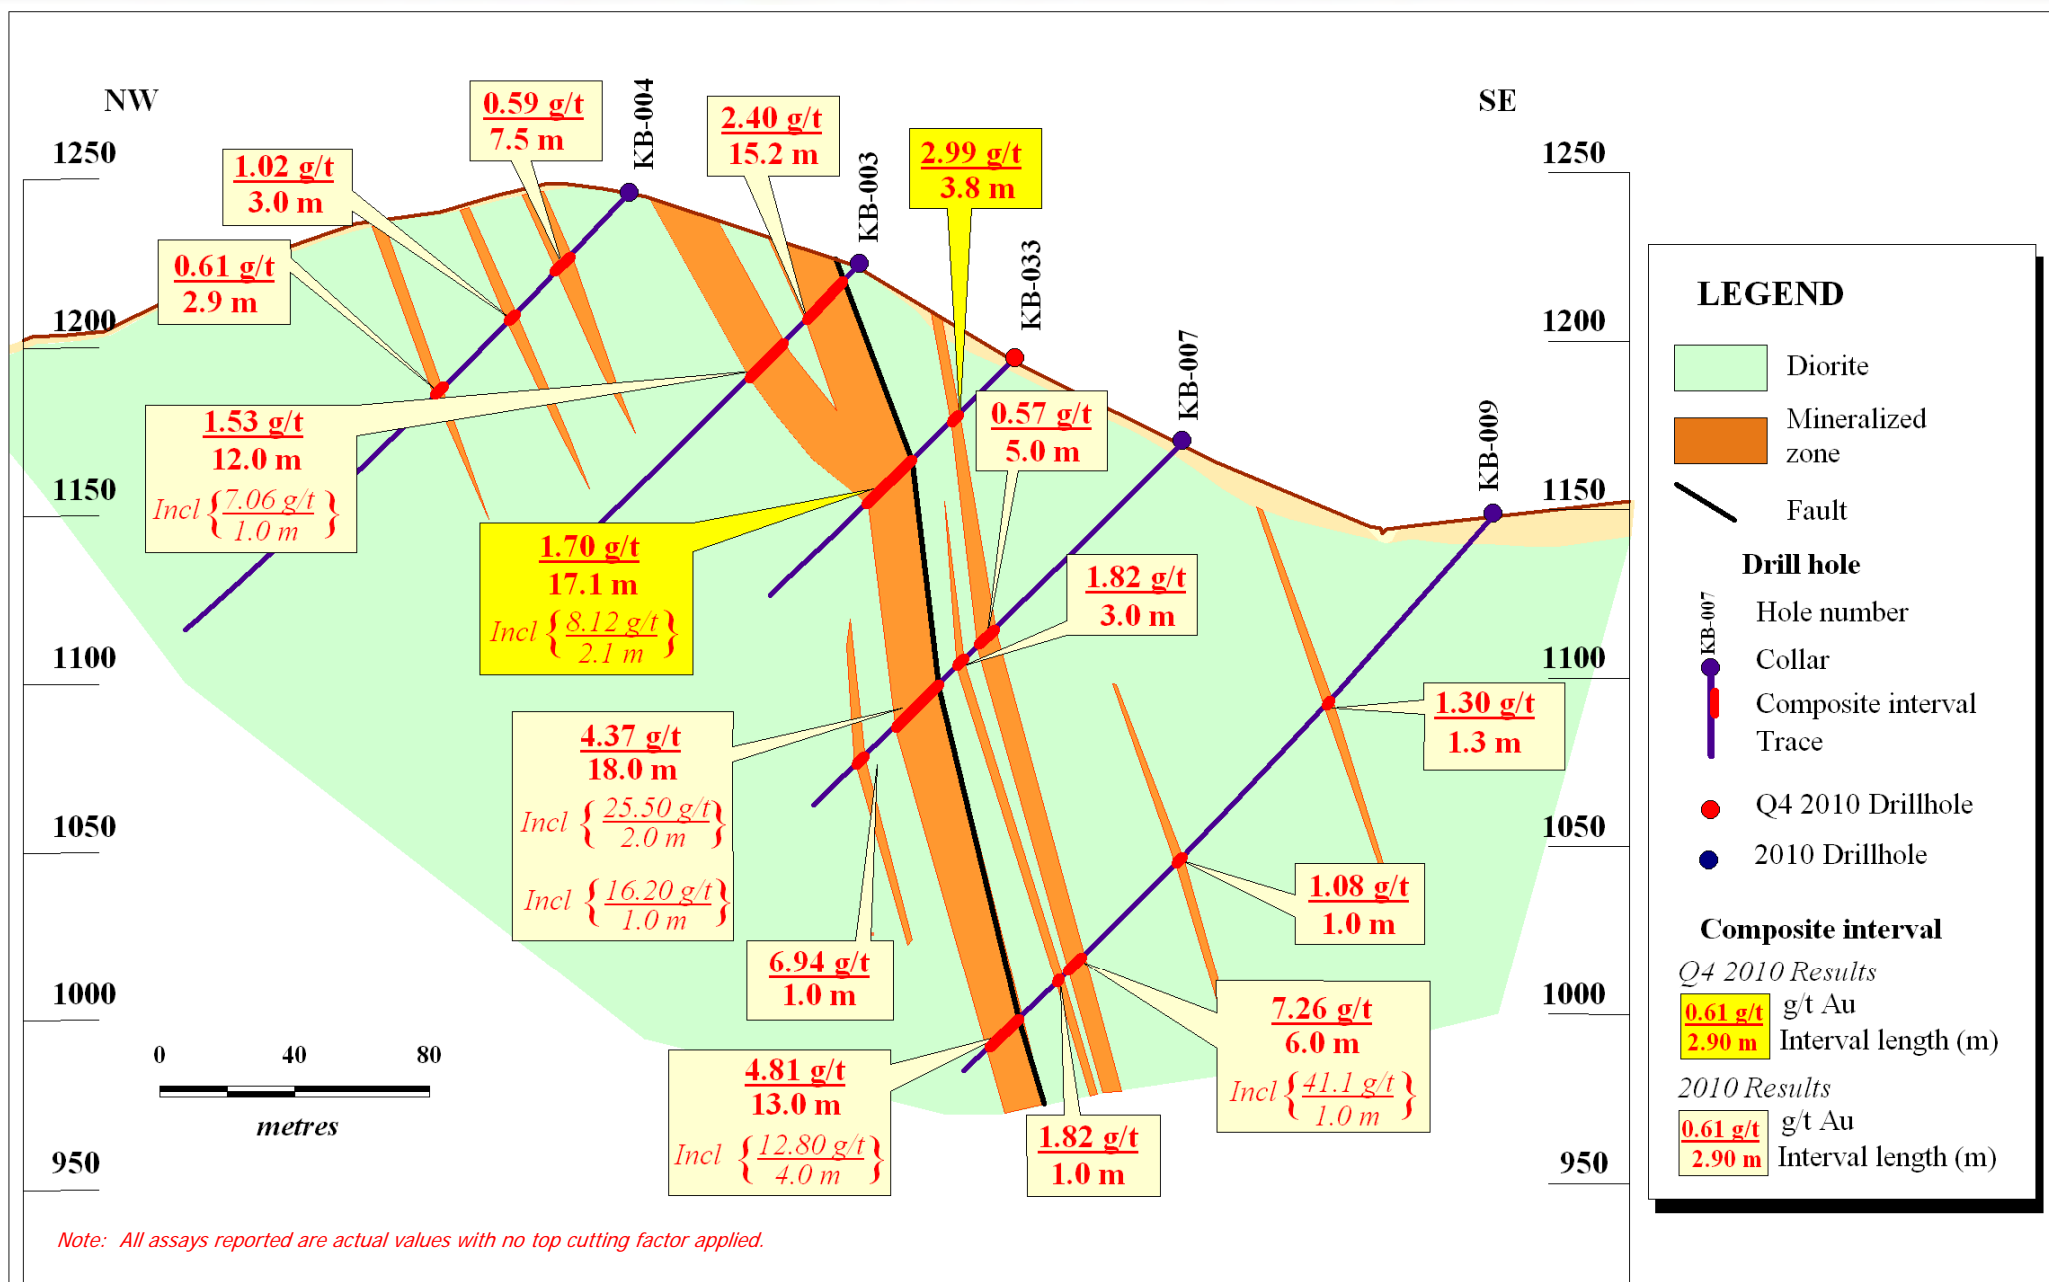 NW
SE
KB-004
KB-003
KB-033
KB-007
KB-009
1250
1200
1150
1100
1050
1000
950
1250
1200
1150
1100
1050
1000
950
0.59 g/t
7.5 m
1.02 g/t
3.0 m
0.61 g/t
2.9 m
2.40 g/t
15.2 m
2.99 g/t
3.8 m
1.53 g/t
12.0 m
Incl {7.06 g/t
1.0 m}
0.57 g/t
5.0 m
1.70 g/t
17.1 m
Incl {8.12 g/t
2.1 m}
1.82 g/t
3.0 m
4.37 g/t
18.0 m
Incl {25.50 g/t
2.0 m}
Incl {16.20 g/t
1.0 m}
6.94 g/t
1.0 m
1.30 g/t
1.3 m
1.08 g/t
1.0 m
7.26 g/t
6.0 m
Incl {41.1 g/t
1.0 m}
4.81 g/t
13.0 m
Incl {12.80 g/t
4.0 m}
1.82 g/t
1.0 m
0 40 80
metres
Note: All assays reported are actual values with no top cutting factor applied.
LEGEND
Diorite
Mineralized
zone
Fault
Drill hole
KB-007
Hole number
Collar
Composite interval
Trace
Q4 2010 Drillhole
2010 Drillhole
Composite interval
Q4 2010 Results
0.61 g/t g/t Au
2.90 m Interval length (m)
2010 Results
0.61 g/t g/t Au
2.90 m Interval length (m)